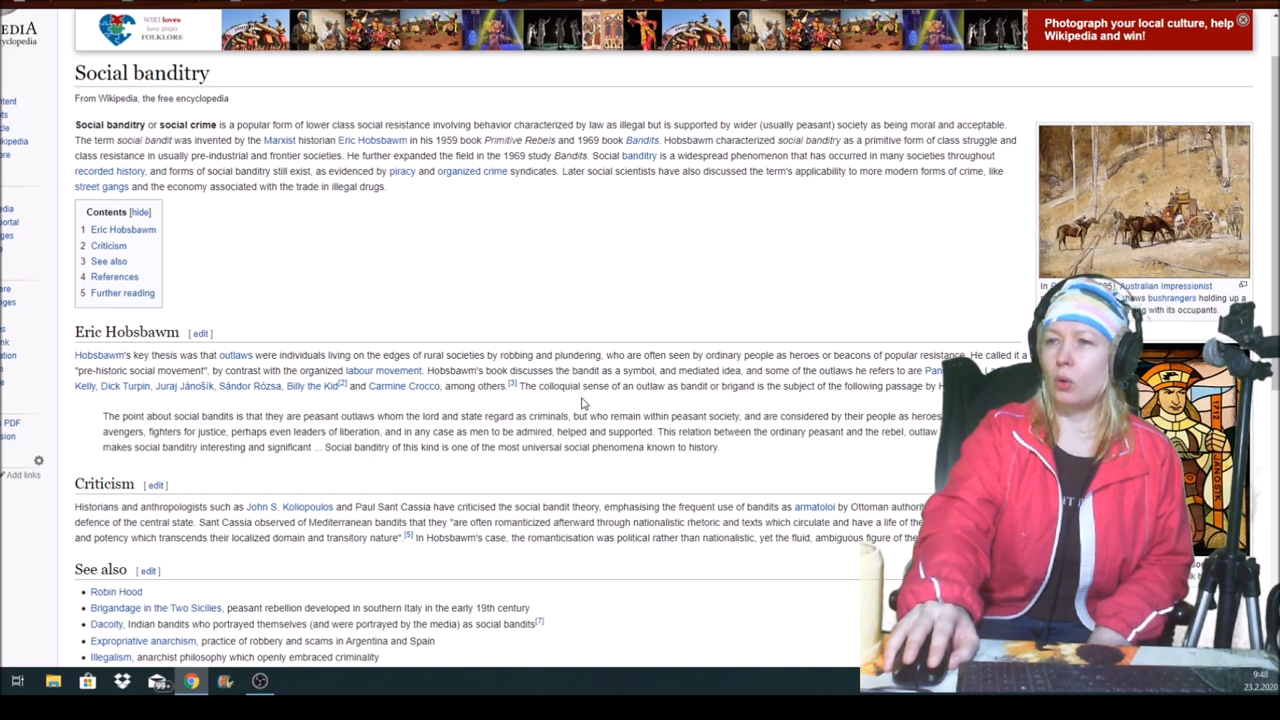 EDIA
cyclopedia
WIKI loves
love 2020
FOLKLORE
Photograph your local culture, help
Wikipedia and win!
Social banditry
From Wikipedia, the free encyclopedia
Social banditry or social crime is a popular form of lower class social resistance involving behavior characterized by law as illegal but is supported by wider (usually peasant) society as being moral and acceptable.
The term social bandit was invented by the Marxist historian Eric Hobsbawm in his 1959 book Primitive Rebels and 1969 book Bandits. Hobsbawm characterized social banditry as a primitive form of class struggle and
class resistance in usually pre-industrial and frontier societies. He further expanded the field in the 1969 study Bandits. Social banditry is a widespread phenomenon that has occurred in many societies throughout
recorded history, and forms of social banditry still exist, as evidenced by piracy and organized crime syndicates. Later social scientists have also discussed the term's applicability to more modern forms of crime, like
street gangs and the economy associated with the trade in illegal drugs.
Contents [hide]
1 Eric Hobsbawm
2 Criticism
3 See also
4 References
5 Further reading
In
95), Australian Impressionist
shows bushrangers holding up a
with its occupants.
Eric Hobsbawm [ edit ]
Hobsbawm's key thesis was that outlaws were individuals living on the edges of rural societies by robbing and plundering, who are often seen by ordinary people as heroes or beacons of popular resistance. He called it a
"pre-historic social movement", by contrast with the organized labour movement. Hobsbawm's book discusses the bandit as a symbol, and mediated idea, and some of the outlaws he refers to are Pan
Kelly, Dick Turpin, Juraj Jánošík, Sándor Rózsa, Billy the Kid[2] and Carmine Crocco, among others.[3] The colloquial sense of an outlaw as bandit or brigand is the subject of the following passage by H
The point about social bandits is that they are peasant outlaws whom the lord and state regard as criminals, but who remain within peasant society, and are considered by their people as heroes
avengers, fighters for justice, perhaps even leaders of liberation, and in any case as men to be admired, helped and supported. This relation between the ordinary peasant and the rebel, outlaw
makes social banditry interesting and significant ... Social banditry of this kind is one of the most universal social phenomena known to history.
1712
JANOSIK
Criticism [ edit ]
Historians and anthropologists such as John S. Koliopoulos and Paul Sant Cassia have criticised the social bandit theory, emphasising the frequent use of bandits as armatoloi by Ottoman authorit
defence of the central state. Sant Cassia observed of Mediterranean bandits that they "are often romanticized afterward through nationalistic rhetoric and texts which circulate and have a life of the
and potency which transcends their localized domain and transitory nature".[5] In Hobsbawm's case, the romanticisation was political rather than nationalistic, yet the fluid, ambiguous figure of the
See also [ edit ]
• Robin Hood
• Brigandage in the Two Sicilies, peasant rebellion developed in southern Italy in the early 19th century
• Dacoity, Indian bandits who portrayed themselves (and were portrayed by the media) as social bandits[7]
• Expropriative anarchism, practice of robbery and scams in Argentina and Spain
• Illegalism, anarchist philosophy which openly embraced criminality
PDF
Add links
99+
9:48
23.2.2020